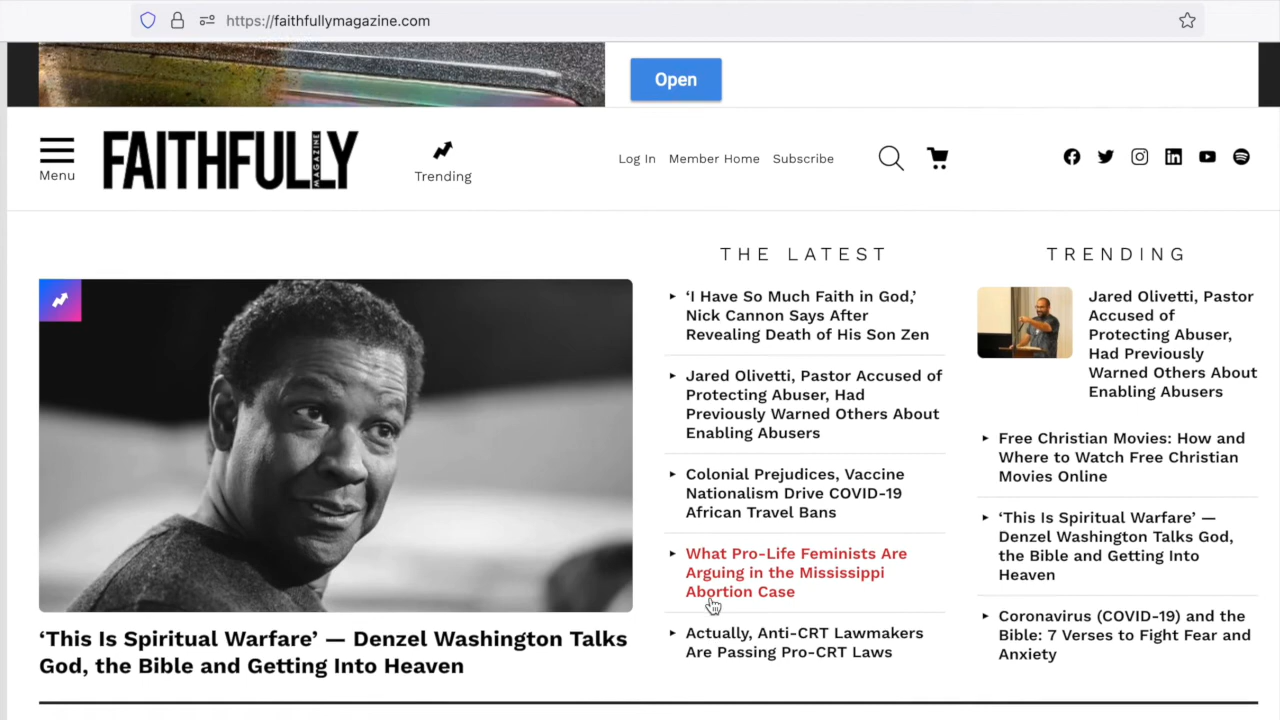 https://faithfullymagazine.com
Open
Menu
FAITHFULLY
MAGAZINE
Trending
Log In
Member Home
Subscribe
‘This Is Spiritual Warfare’ — Denzel Washington Talks
God, the Bible and Getting Into Heaven
THE LATEST
‘I Have So Much Faith in God,’
Nick Cannon Says After
Revealing Death of His Son Zen
Jared Olivetti, Pastor Accused of
Protecting Abuser, Had
Previously Warned Others About
Enabling Abusers
Colonial Prejudices, Vaccine
Nationalism Drive COVID-19
African Travel Bans
What Pro-Life Feminists Are
Arguing in the Mississippi
Abortion Case
Actually, Anti-CRT Lawmakers
Are Passing Pro-CRT Laws
TRENDING
Jared Olivetti, Pastor
Accused of
Protecting Abuser,
Had Previously
Warned Others About
Enabling Abusers
Free Christian Movies: How and
Where to Watch Free Christian
Movies Online
‘This Is Spiritual Warfare’ —
Denzel Washington Talks God,
the Bible and Getting Into
Heaven
Coronavirus (COVID-19) and the
Bible: 7 Verses to Fight Fear and
Anxiety